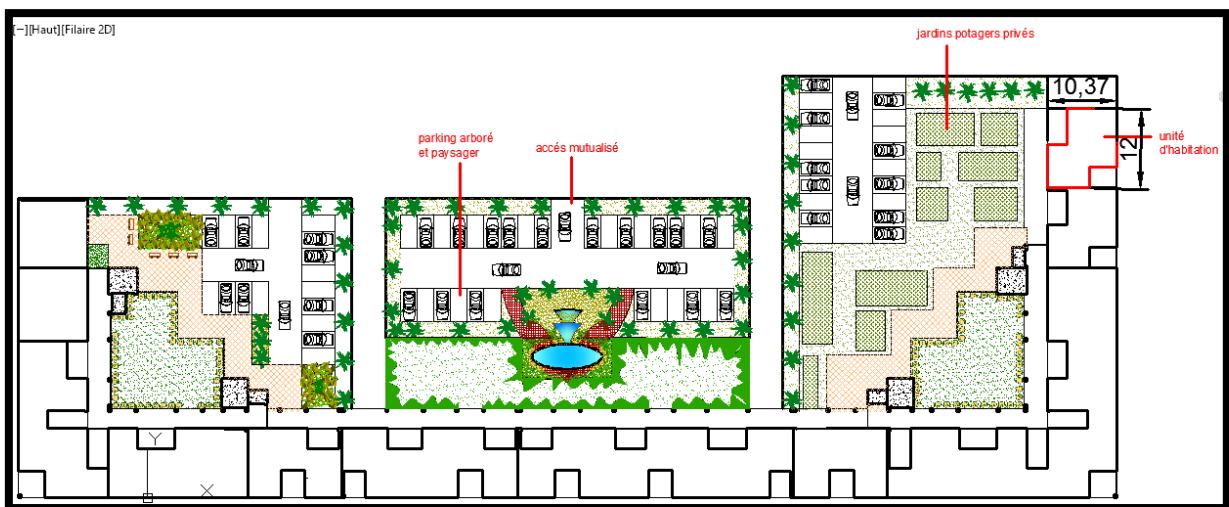 [−][Haut][Filaire 2D]
jardins potagers privés
10,37
parking arboré
et paysager
accés mutualisé
unité
d'habitation
12
Y
X